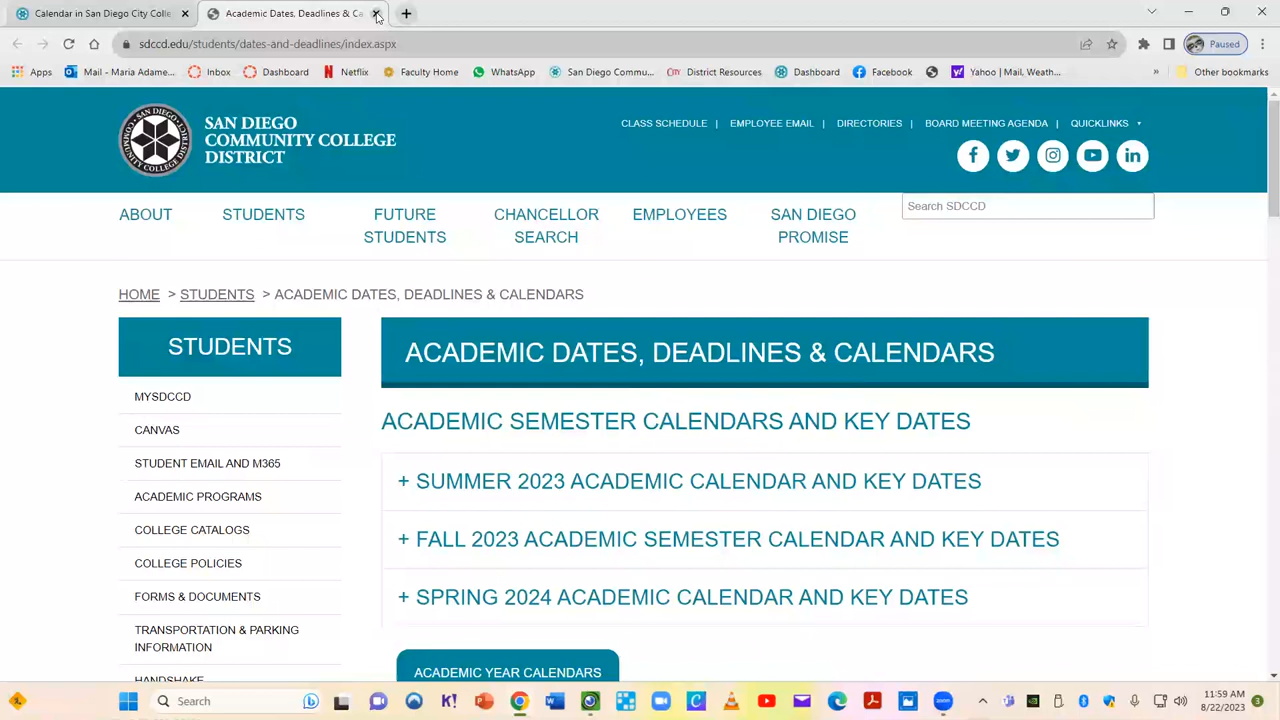 Calendar in San Diego City Colle
Academic Dates, Deadlines & Ca
sdccd.edu/students/dates-and-deadlines/index.aspx
Paused
Apps
Mail - Maria Adame...
Inbox
Dashboard
Netflix
Faculty Home
WhatsApp
San Diego Commu...
District Resources
Dashboard
Facebook
Yahoo | Mail, Weath...
»
Other bookmarks
SAN DIEGO
COMMUNITY COLLEGE
DISTRICT
CLASS SCHEDULE |
EMPLOYEE EMAIL |
DIRECTORIES |
BOARD MEETING AGENDA |
QUICKLINKS
ABOUT
STUDENTS
FUTURE
STUDENTS
CHANCELLOR
SEARCH
EMPLOYEES
SAN DIEGO
PROMISE
Search SDCCD
HOME > STUDENTS > ACADEMIC DATES, DEADLINES & CALENDARS
STUDENTS
MYSDCCD
CANVAS
STUDENT EMAIL AND M365
ACADEMIC PROGRAMS
COLLEGE CATALOGS
COLLEGE POLICIES
FORMS & DOCUMENTS
TRANSPORTATION & PARKING
INFORMATION
HANDSHAKE
ACADEMIC DATES, DEADLINES & CALENDARS
ACADEMIC SEMESTER CALENDARS AND KEY DATES
+ SUMMER 2023 ACADEMIC CALENDAR AND KEY DATES
+ FALL 2023 ACADEMIC SEMESTER CALENDAR AND KEY DATES
+ SPRING 2024 ACADEMIC CALENDAR AND KEY DATES
ACADEMIC YEAR CALENDARS
Search
K!
11:59 AM
8/22/2023
3